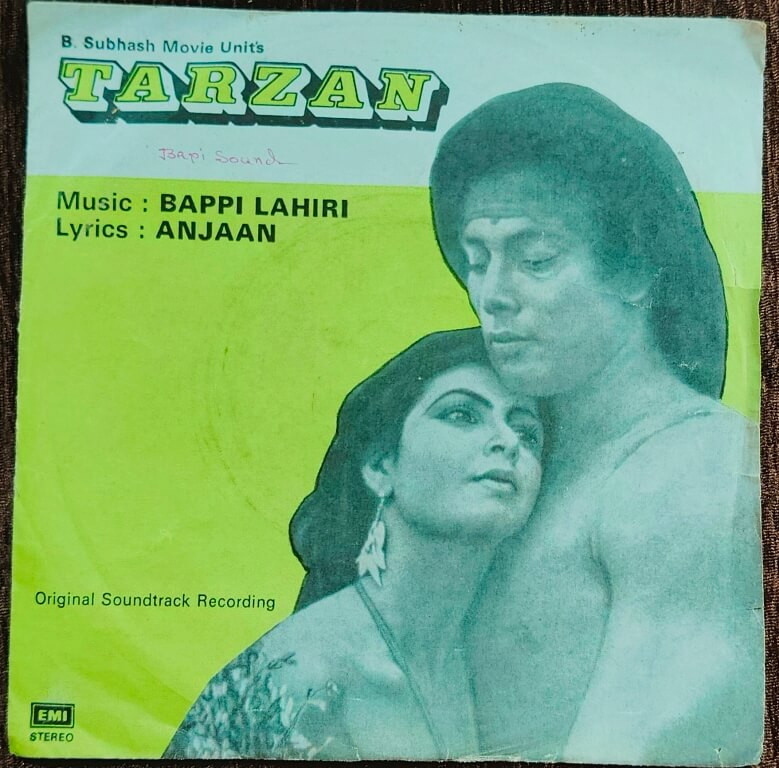 B. Subhash Movie Unit's
TARZAN
Bapi Sound
Music : BAPPI LAHIRI
Lyrics : ANJAAN
Original Soundtrack Recording
EMI
STEREO